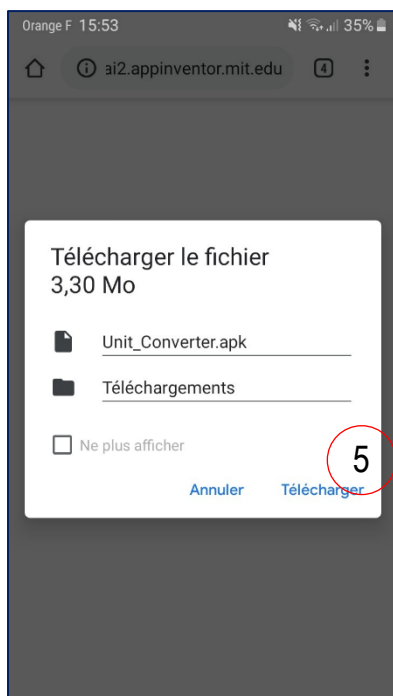 Orange F 15:53 35%
ai2.appinventor.mit.edu 4
Télécharger le fichier
3,30 Mo
Unit_Converter.apk
Téléchargements
Ne plus afficher
5
Annuler Télécharger